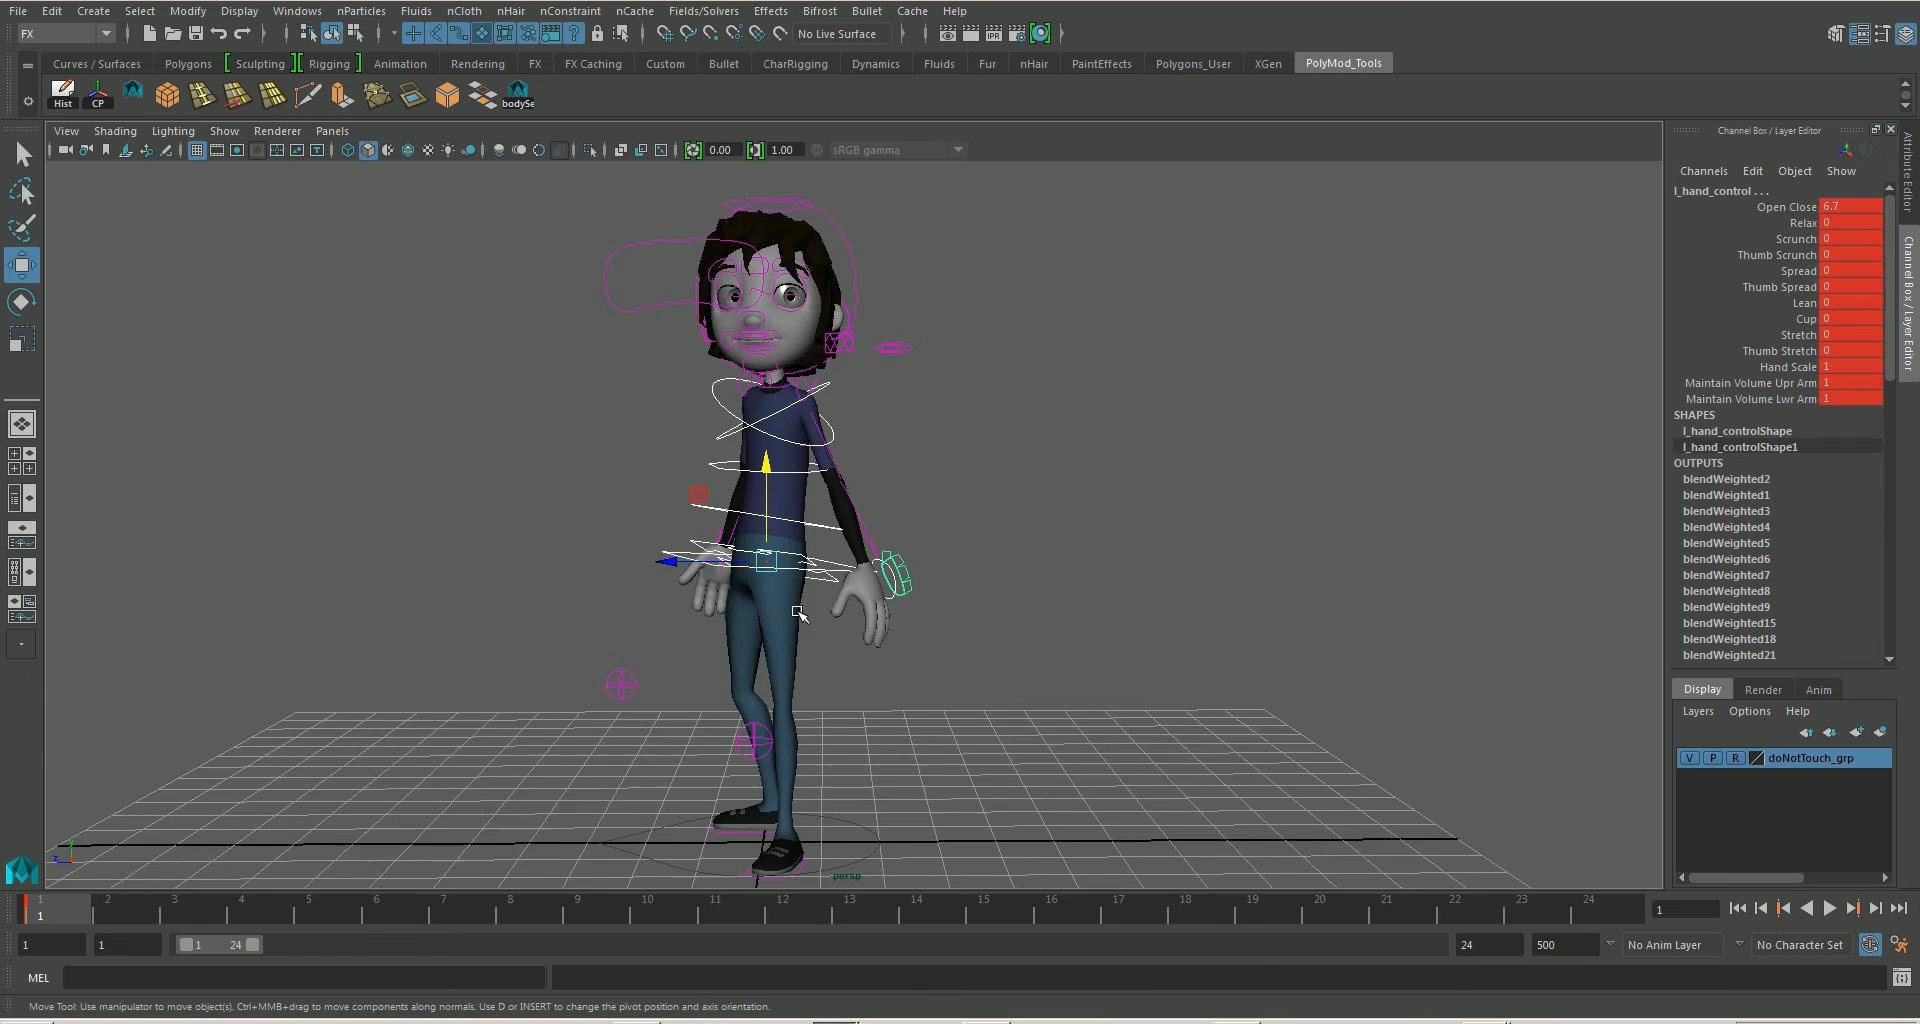 File Edit Create Select Modify Display Windows nParticles Fluids nCloth nHair nConstraint nCache Fields/Solvers Effects Bifrost Bullet Cache Help
FX No Live Surface
Curves / Surfaces Polygons Sculpting Rigging Animation Rendering FX FX Caching Custom Bullet CharRigging Dynamics Fluids Fur nHair PaintEffects Polygons_User XGen PolyMod_Tools
Hist CP bodySe
View Shading Lighting Show Renderer Panels
0.00 1.00 sRGB gamma
Channel Box / Layer Editor
Attribute Editor
Channel Box / Layer Editor
Channels Edit Object Show
l_hand_control . . .
Open Close 6.7
Relax 0
Scrunch 0
Thumb Scrunch 0
Spread 0
Thumb Spread 0
Lean 0
Cup 0
Stretch 0
Thumb Stretch 0
Hand Scale 1
Maintain Volume Upr Arm 1
Maintain Volume Lwr Arm 1
SHAPES
l_hand_controlShape
l_hand_controlShape1
OUTPUTS
blendWeighted2
blendWeighted1
blendWeighted3
blendWeighted4
blendWeighted5
blendWeighted6
blendWeighted7
blendWeighted8
blendWeighted9
blendWeighted15
blendWeighted18
blendWeighted21
Display Render Anim
Layers Options Help
V P R doNotTouch_grp
persp
1 2 3 4 5 6 7 8 9 10 11 12 13 14 15 16 17 18 19 20 21 22 23 24
1 1
1 1 1 24 24 500 No Anim Layer No Character Set
MEL
Move Tool: Use manipulator to move object(s). Ctrl+MMB+drag to move components along normals. Use D or INSERT to change the pivot position and axis orientation.